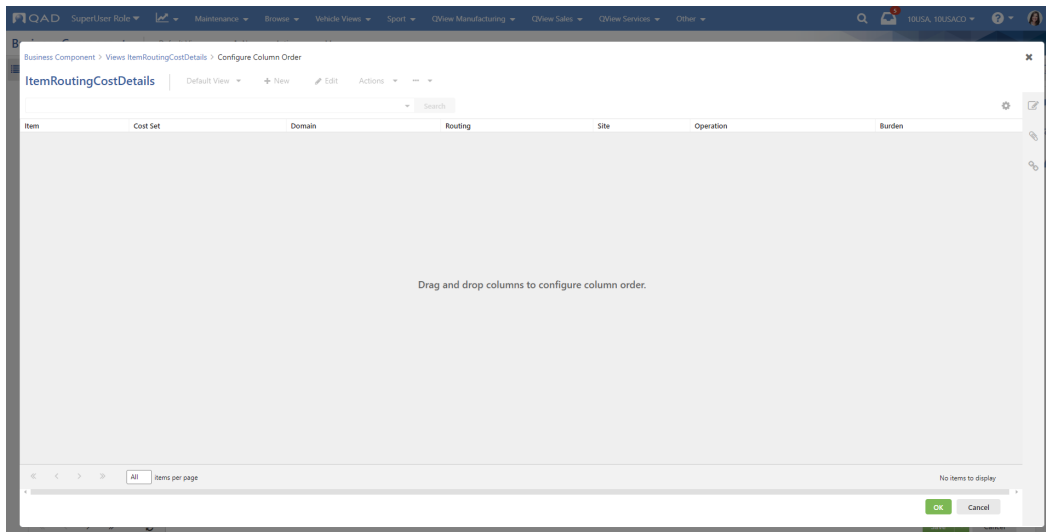 QAD SuperUser Role Maintenance Browse Vehicle Views Sport QView Manufacturing QView Sales QView Services Other 5 10USA, 10USACO ?
Business Component > Views ItemRoutingCostDetails > Configure Column Order
ItemRoutingCostDetails Default View + New Edit Actions
Search
Item Cost Set Domain Routing Site Operation Burden
Drag and drop columns to configure column order.
All items per page No items to display
OK Cancel
Cancel